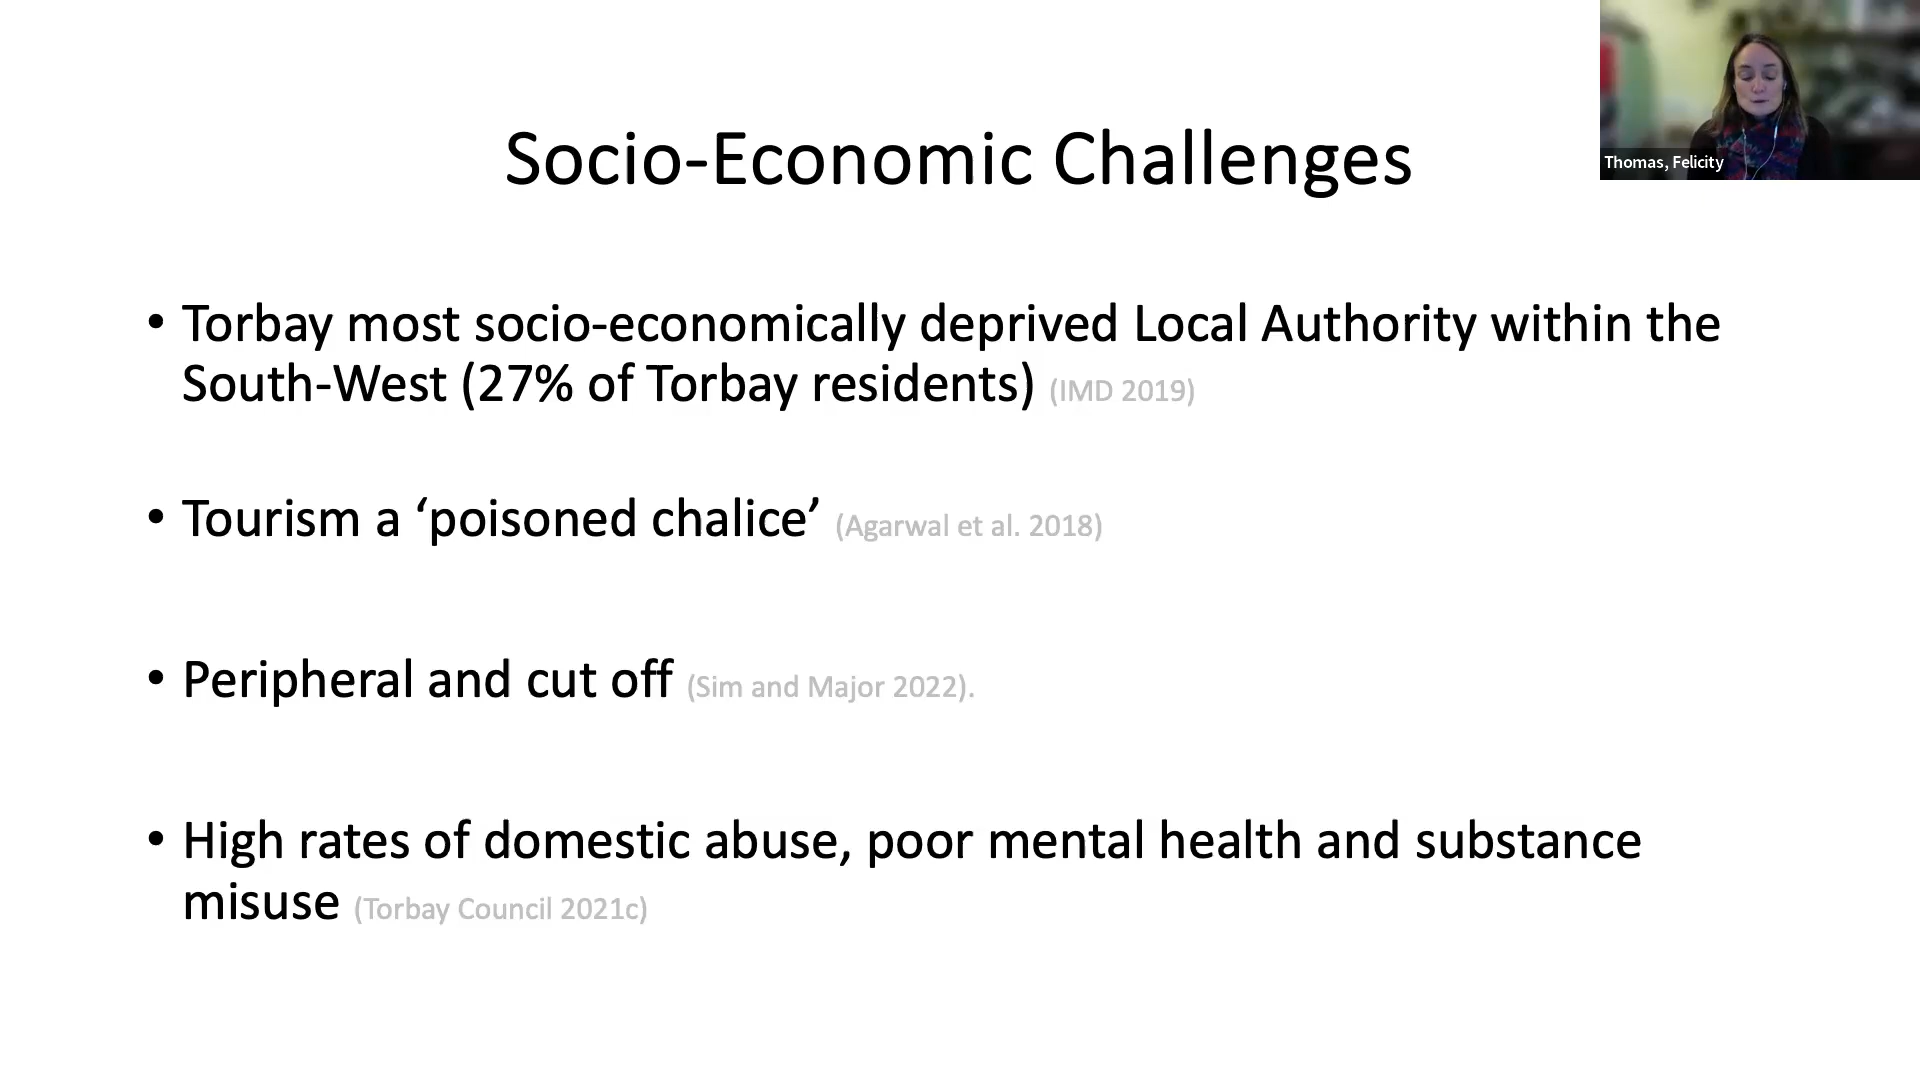 Socio-Economic Challenges
Thomas, Felicity
• Torbay most socio-economically deprived Local Authority within the
South-West (27% of Torbay residents) (IMD 2019)
• Tourism a ‘poisoned chalice’ (Agarwal et al. 2018)
• Peripheral and cut off (Sim and Major 2022).
• High rates of domestic abuse, poor mental health and substance
misuse (Torbay Council 2021c)